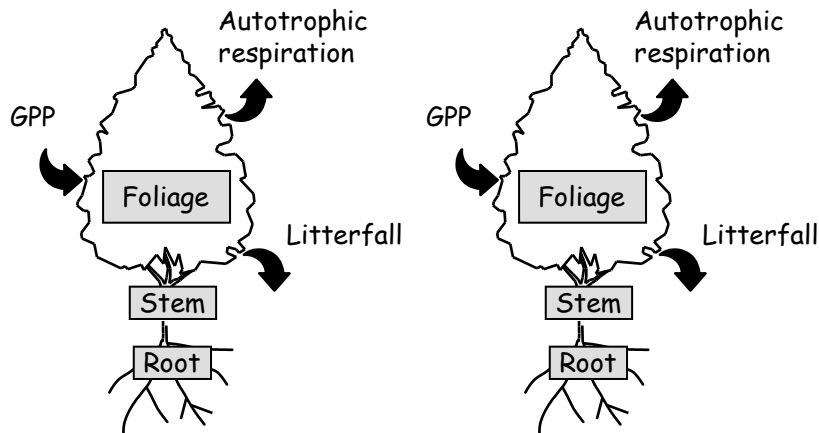 Autotrophic
respiration
GPP
Foliage
Litterfall
Stem
Root
Autotrophic
respiration
GPP
Foliage
Litterfall
Stem
Root